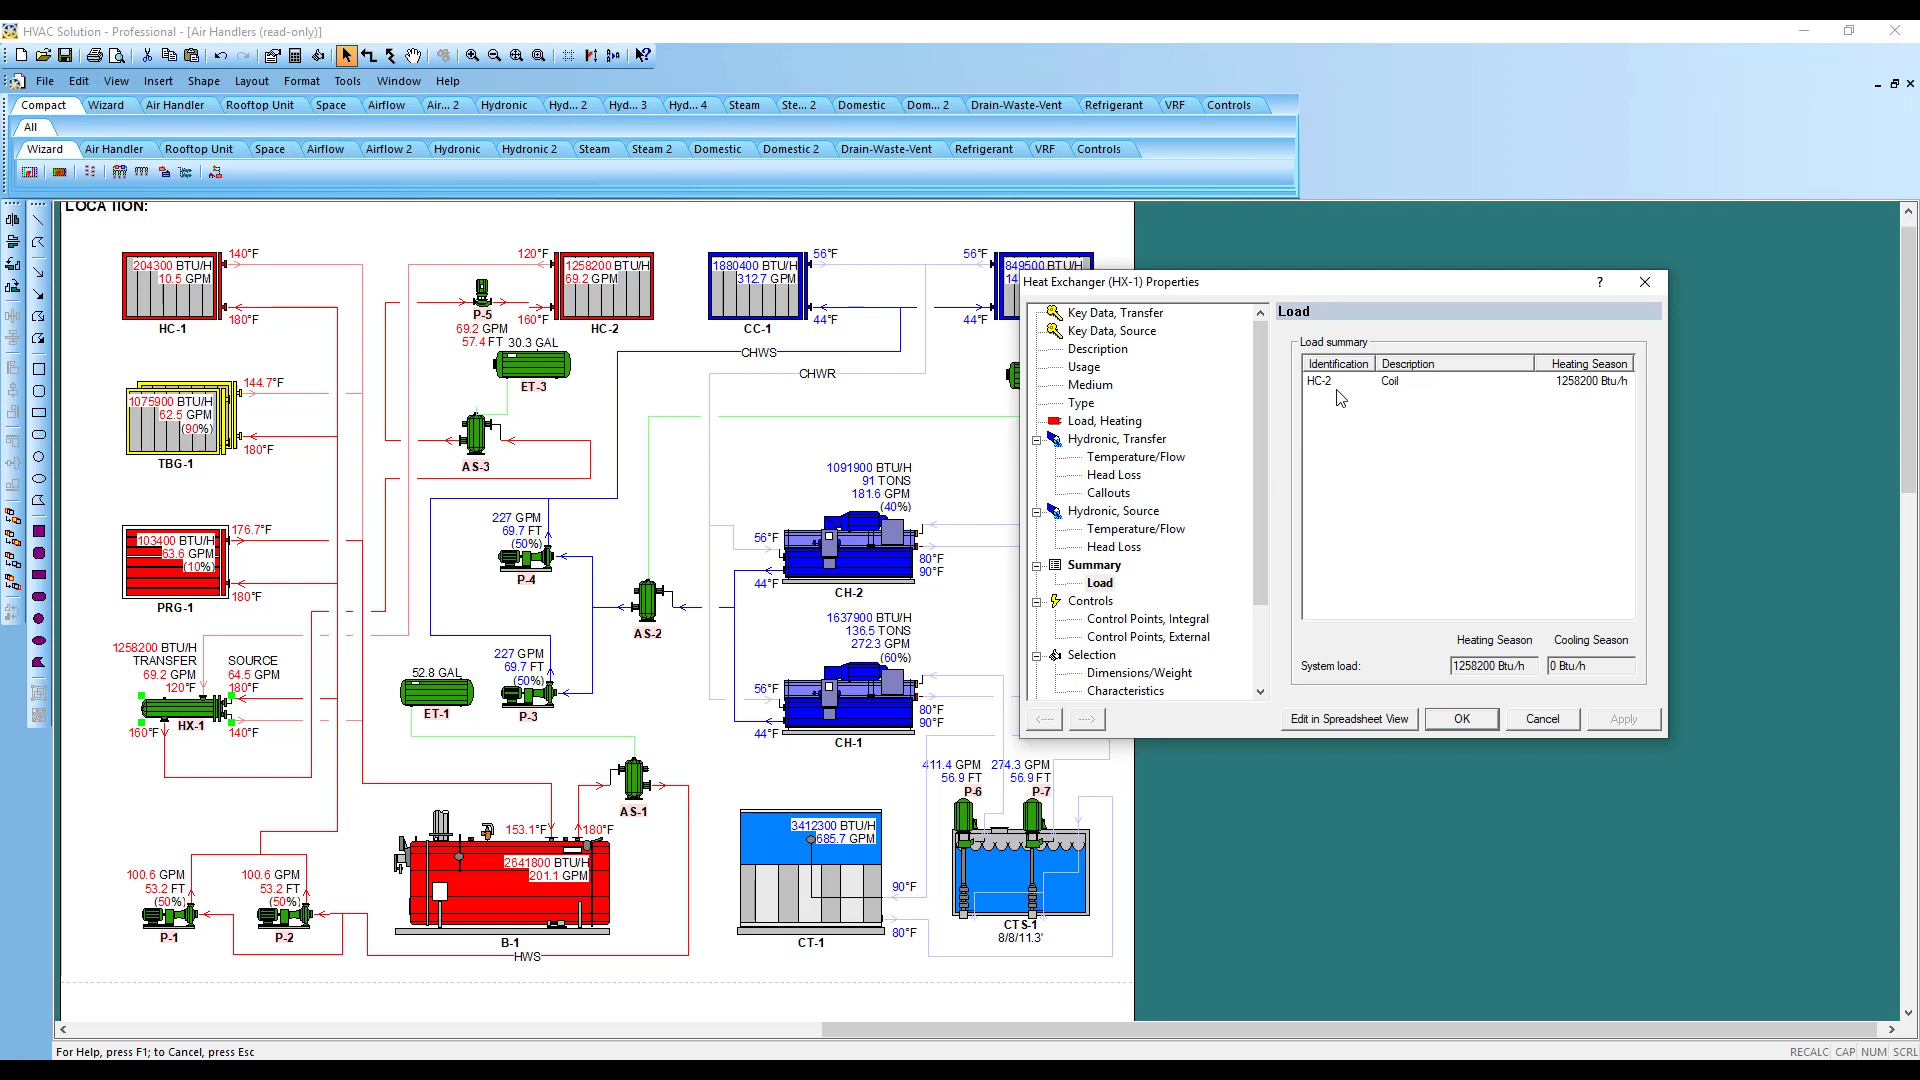 HVAC Solution - Professional - [Air Handlers (read-only)]
File Edit View Insert Shape Layout Format Tools Window Help
Compact Wizard Air Handler Rooftop Unit Space Airflow Air... 2 Hydronic Hyd... 2 Hyd... 3 Hyd... 4 Steam Ste... 2 Domestic Dom... 2 Drain-Waste-Vent Refrigerant VRF Controls
All
Wizard Air Handler Rooftop Unit Space Airflow Airflow 2 Hydronic Hydronic 2 Steam Steam 2 Domestic Domestic 2 Drain-Waste-Vent Refrigerant VRF Controls
LOCATION:
140°F
204300 BTU/H
10.5 GPM
180°F
HC-1
P-5
69.2 GPM
57.4 FT
120°F
1258200 BTU/H
69.2 GPM
160°F
HC-2
56°F
1880400 BTU/H
312.7 GPM
44°F
CC-1
56°F
849500 BTU/H
44°F
30.3 GAL
ET-3
CHWS
CHWR
144.7°F
1075900 BTU/H
62.5 GPM
(90%)
180°F
TBG-1
AS-3
176.7°F
103400 BTU/H
63.6 GPM
(10%)
180°F
PRG-1
227 GPM
69.7 FT
(50%)
P-4
AS-2
1091900 BTU/H
91 TONS
181.6 GPM
(40%)
56°F
44°F
80°F
90°F
CH-2
1258200 BTU/H
TRANSFER
69.2 GPM
120°F
SOURCE
64.5 GPM
180°F
HX-1
160°F
140°F
52.8 GAL
ET-1
227 GPM
69.7 FT
(50%)
P-3
1637900 BTU/H
136.5 TONS
272.3 GPM
(60%)
56°F
44°F
80°F
90°F
CH-1
AS-1
100.6 GPM
53.2 FT
(50%)
P-1
100.6 GPM
53.2 FT
(50%)
P-2
153.1°F
180°F
2641800 BTU/H
201.1 GPM
B-1
HWS
3412300 BTU/H
685.7 GPM
90°F
80°F
CT-1
411.4 GPM
56.9 FT
P-6
274.3 GPM
56.9 FT
P-7
CTS-1
8/8/11.3'
Heat Exchanger (HX-1) Properties
Key Data, Transfer
Key Data, Source
Description
Usage
Medium
Type
Load, Heating
Hydronic, Transfer
Temperature/Flow
Head Loss
Callouts
Hydronic, Source
Temperature/Flow
Head Loss
Summary
Load
Controls
Control Points, Integral
Control Points, External
Selection
Dimensions/Weight
Characteristics
Load
Load summary
Identification Description Heating Season
HC-2 Coil 1258200 Btu/h
Heating Season Cooling Season
System load: 1258200 Btu/h 0 Btu/h
<---- ----> Edit in Spreadsheet View OK Cancel Apply
For Help, press F1; to Cancel, press Esc
RECALC CAP NUM SCRL